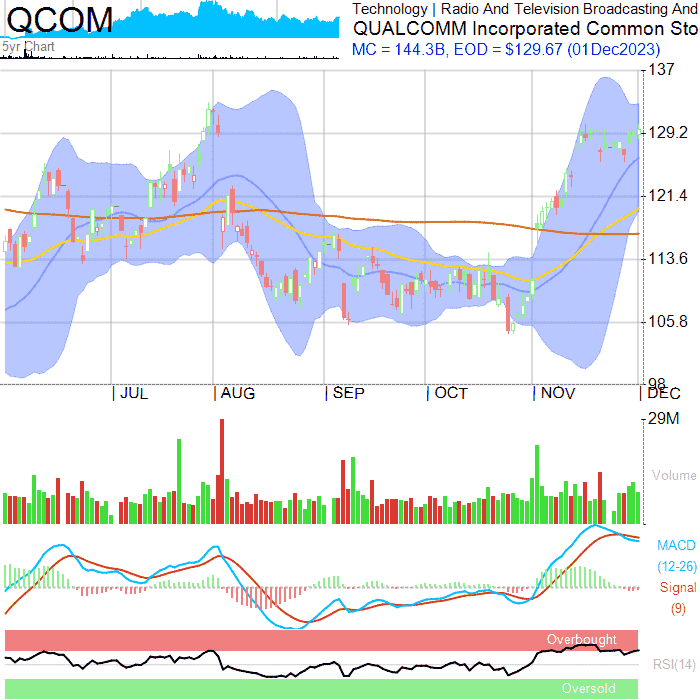 QCOM
5yr Chart
Technology | Radio And Television Broadcasting And
QUALCOMM Incorporated Common Sto
MC = 144.3B, EOD = $129.67 (01Dec2023)
137
129.2
121.4
113.6
105.8
98
JUL AUG SEP OCT NOV DEC
29M
Volume
MACD
(12-26)
Signal
(9)
Overbought
RSI(14)
Oversold